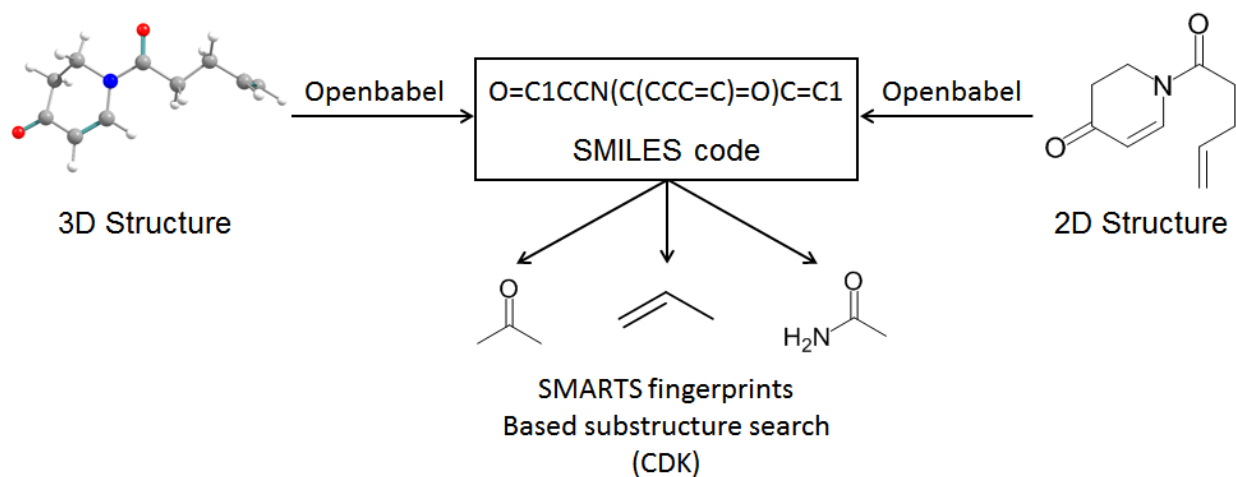 Openbabel
O=C1CCN(C(CCC=C)=O)C=C1
SMILES code
Openbabel
O
N
O
3D Structure
2D Structure
O
O
H₂N
SMARTS fingerprints
Based substructure search
(CDK)